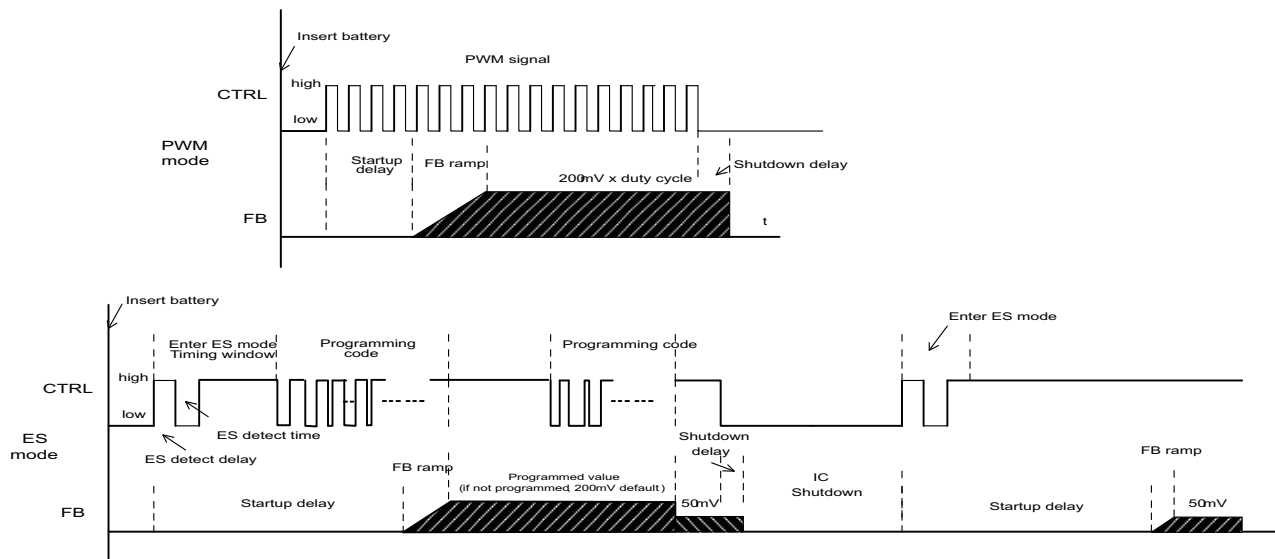 Insert battery
PWM signal
high
CTRL
low
PWM
mode
Startup
delay
FB ramp
Shutdown delay
200mV x duty cycle
FB
t
Insert battery
Enter ES mode
Enter ES mode
Timing window
Programming
code
Programming code
high
CTRL
low
ES
mode
ES detect time
ES detect delay
Shutdown
delay
FB ramp
FB ramp
Programmed value
(if not programmed, 200mV default)
50mV
IC
Shutdown
Startup delay
Startup delay
50mV
FB